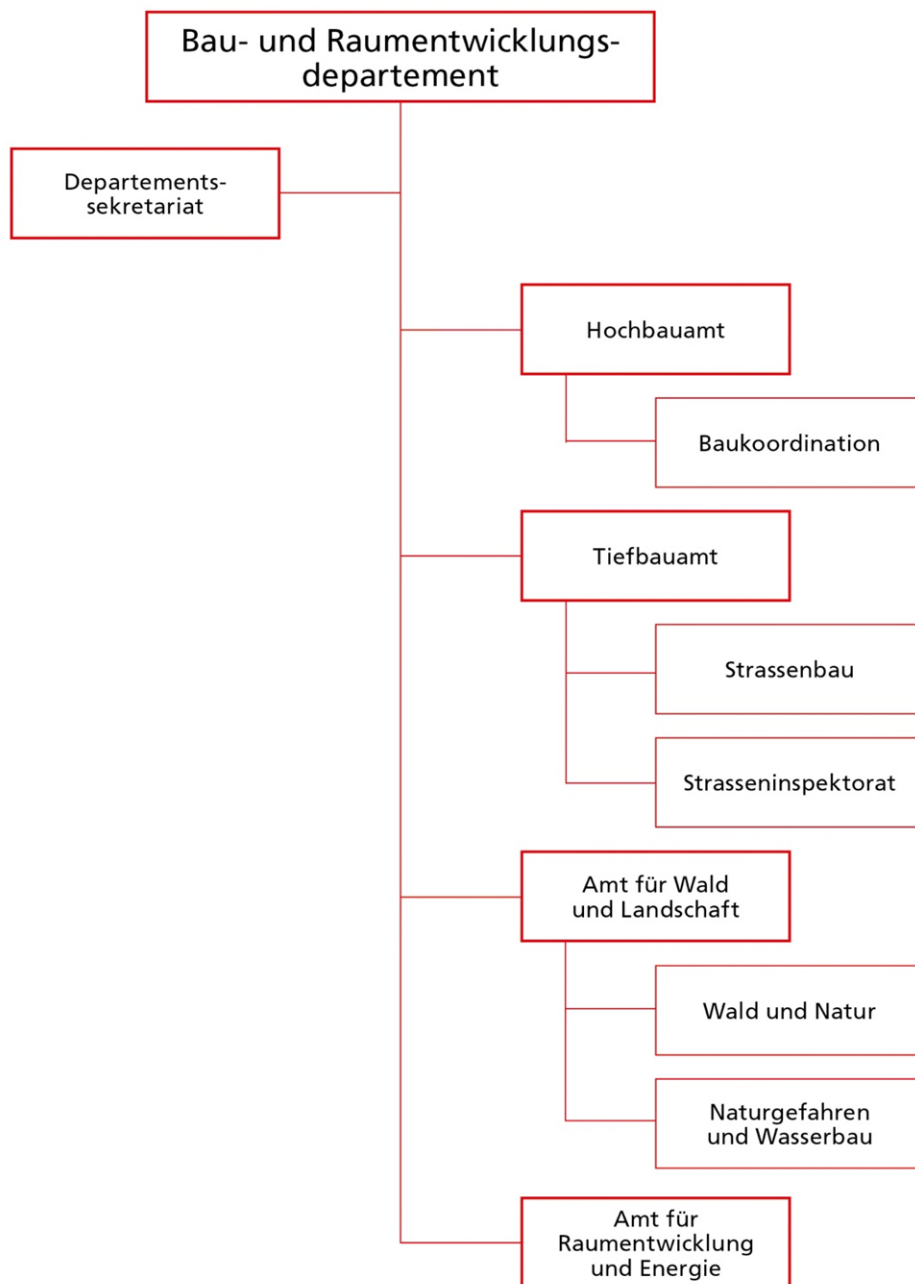 Bau- und Raumentwicklungs-
departement
Departements-
sekretariat
Hochbauamt
Baukoordination
Tiefbauamt
Strassenbau
Strasseninspektorat
Amt für Wald
und Landschaft
Wald und Natur
Naturgefahren
und Wasserbau
Amt für
Raumentwicklung
und Energie